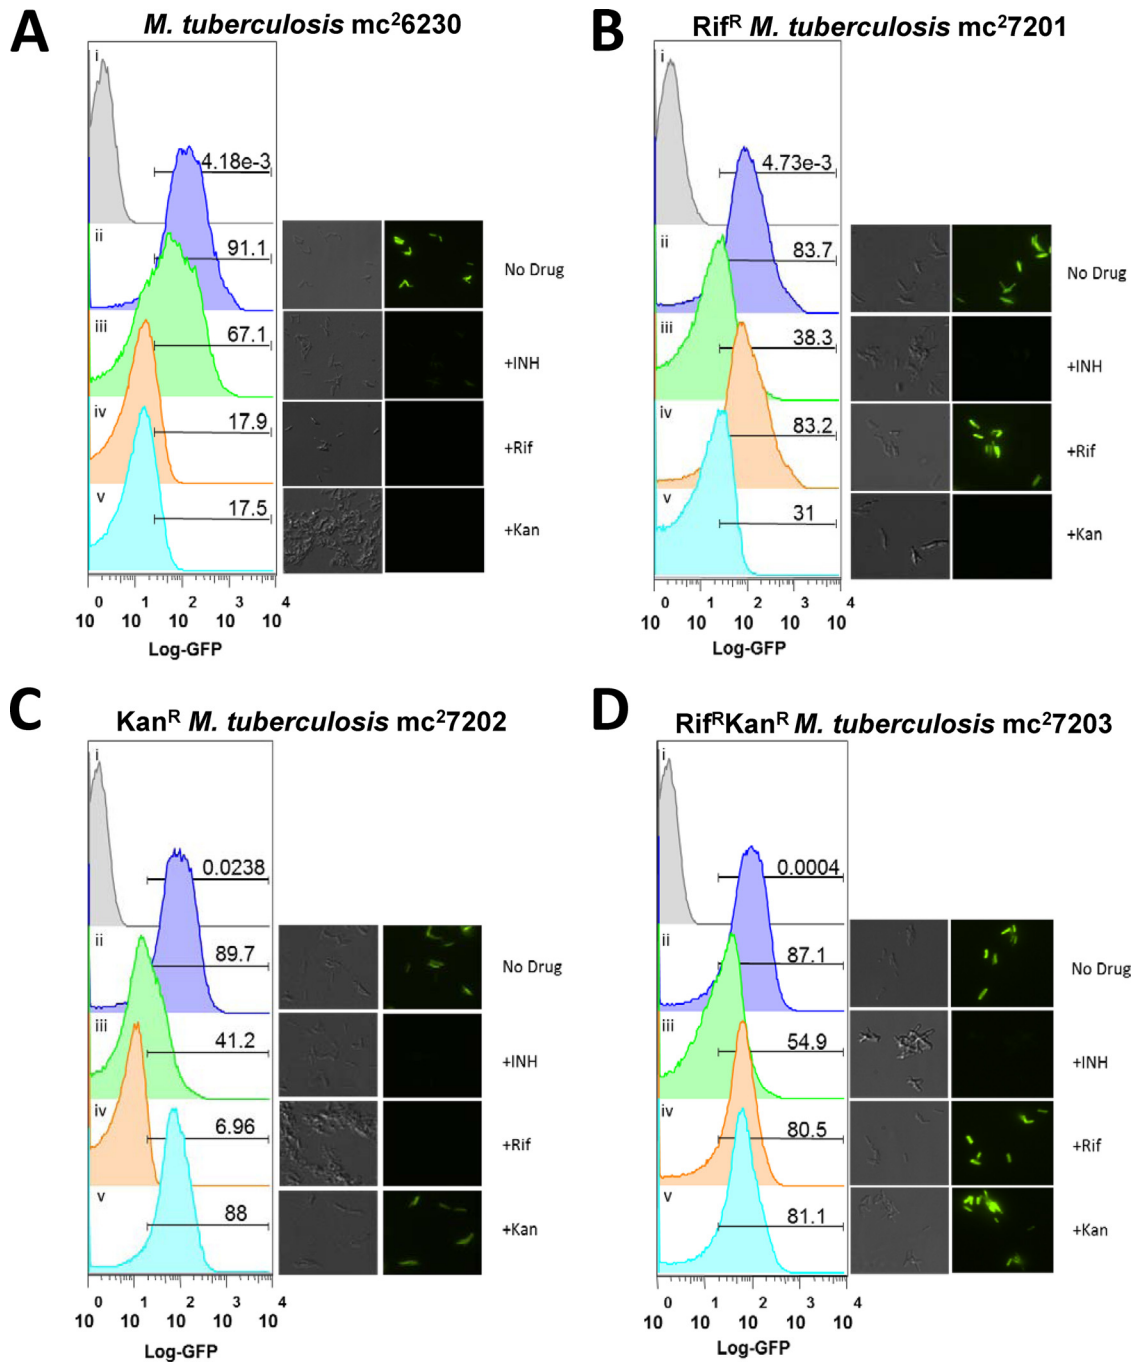 A
M. tuberculosis mc²6230
i
4.18e-3
ii
91.1
No Drug
iii
67.1
+INH
iv
17.9
+Rif
v
17.5
+Kan
0 1 2 3 4
10 10 10 10 10
Log-GFP
B
Rifᴿ M. tuberculosis mc²7201
i
4.73e-3
ii
83.7
No Drug
iii
38.3
+INH
iv
83.2
+Rif
v
31
+Kan
0 1 2 3 4
10 10 10 10 10
Log-GFP
C
Kanᴿ M. tuberculosis mc²7202
i
0.0238
ii
89.7
No Drug
iii
41.2
+INH
iv
6.96
+Rif
v
88
+Kan
0 1 2 3 4
10 10 10 10 10
Log-GFP
D
RifᴿKanᴿ M. tuberculosis mc²7203
i
0.0004
ii
87.1
No Drug
iii
54.9
+INH
iv
80.5
+Rif
v
81.1
+Kan
0 1 2 3 4
10 10 10 10 10
Log-GFP